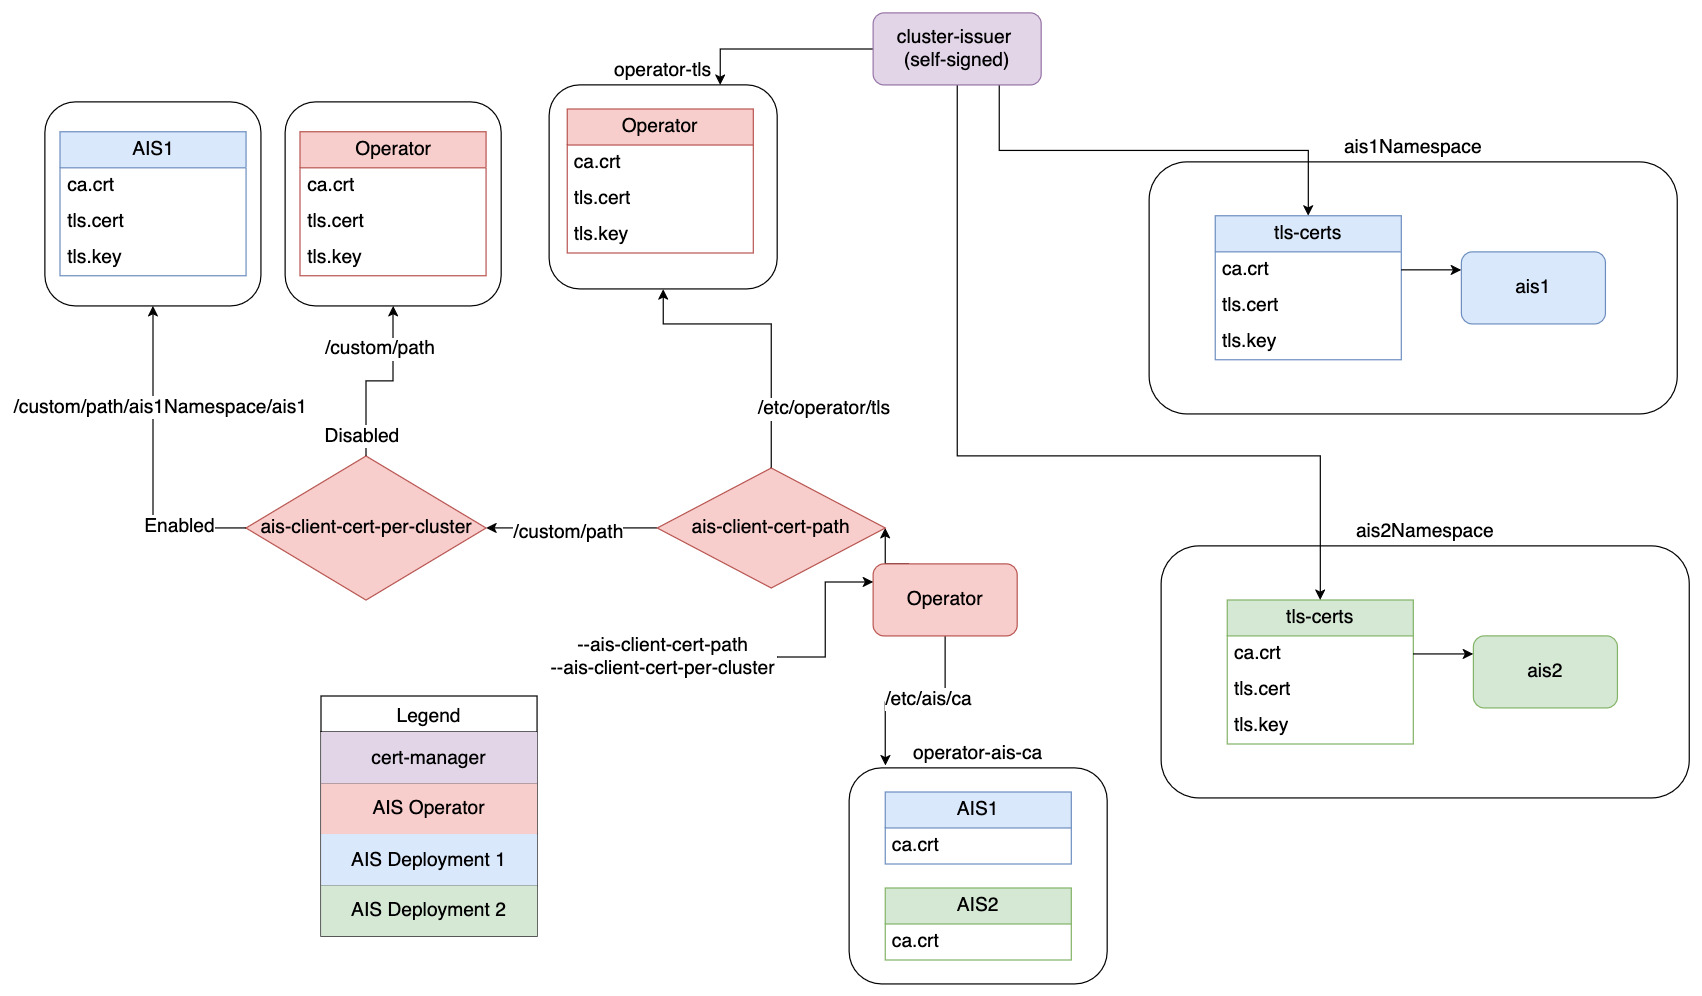 cluster-issuer
(self-signed)
operator-tls
Operator
ca.crt
tls.cert
tls.key
AIS1
ca.crt
tls.cert
tls.key
Operator
ca.crt
tls.cert
tls.key
ais1Namespace
tls-certs
ca.crt
tls.cert
tls.key
ais1
/custom/path
/custom/path/ais1Namespace/ais1
/etc/operator/tls
Disabled
Enabled
ais-client-cert-per-cluster
/custom/path
ais-client-cert-path
Operator
--ais-client-cert-path
--ais-client-cert-per-cluster
/etc/ais/ca
ais2Namespace
tls-certs
ca.crt
tls.cert
tls.key
ais2
operator-ais-ca
AIS1
ca.crt
AIS2
ca.crt
Legend
cert-manager
AIS Operator
AIS Deployment 1
AIS Deployment 2